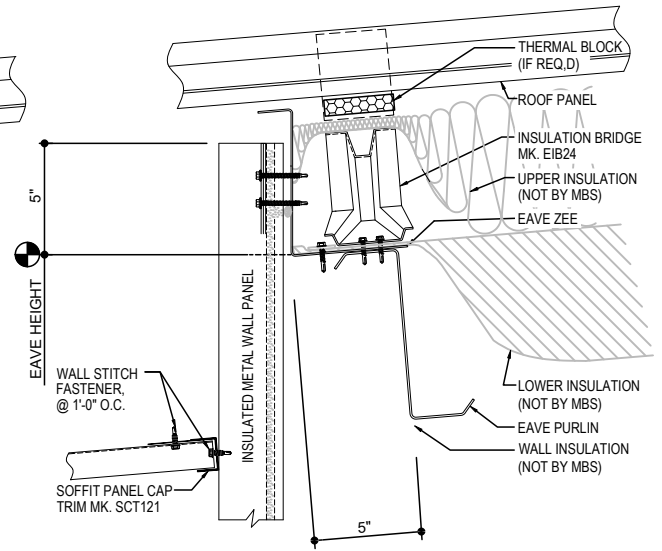 THERMAL BLOCK
(IF REQ,D)
ROOF PANEL
INSULATION BRIDGE
MK. EIB24
UPPER INSULATION
(NOT BY MBS)
EAVE ZEE
5"
EAVE HEIGHT
INSULATED METAL WALL PANEL
WALL STITCH
FASTENER,
@ 1'-0" O.C.
LOWER INSULATION
(NOT BY MBS)
EAVE PURLIN
WALL INSULATION
(NOT BY MBS)
SOFFIT PANEL CAP
TRIM MK. SCT121
5"